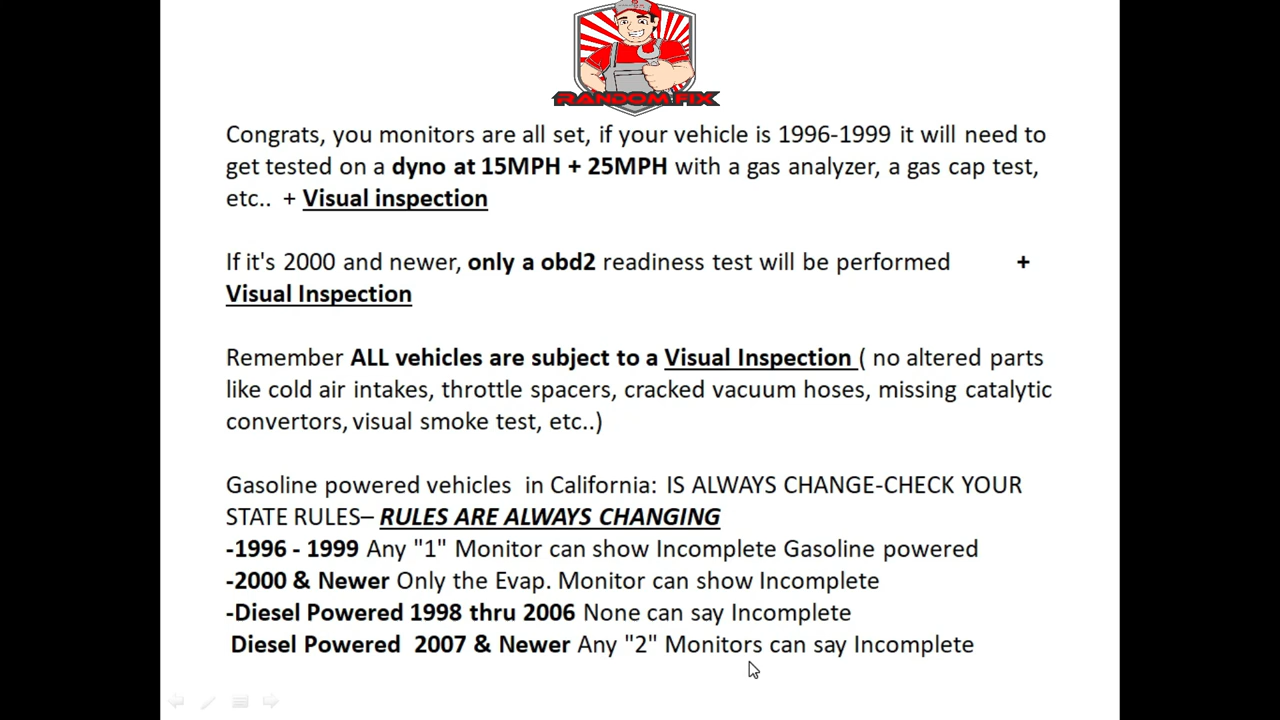 RANDOM FIX
Congrats, you monitors are all set, if your vehicle is 1996-1999 it will need to
get tested on a dyno at 15MPH + 25MPH with a gas analyzer, a gas cap test,
etc.. + Visual inspection
If it's 2000 and newer, only a obd2 readiness test will be performed +
Visual Inspection
Remember ALL vehicles are subject to a Visual Inspection ( no altered parts
like cold air intakes, throttle spacers, cracked vacuum hoses, missing catalytic
convertors, visual smoke test, etc..)
Gasoline powered vehicles in California: IS ALWAYS CHANGE-CHECK YOUR
STATE RULES– RULES ARE ALWAYS CHANGING
-1996 - 1999 Any "1" Monitor can show Incomplete Gasoline powered
-2000 & Newer Only the Evap. Monitor can show Incomplete
-Diesel Powered 1998 thru 2006 None can say Incomplete
Diesel Powered 2007 & Newer Any "2" Monitors can say Incomplete